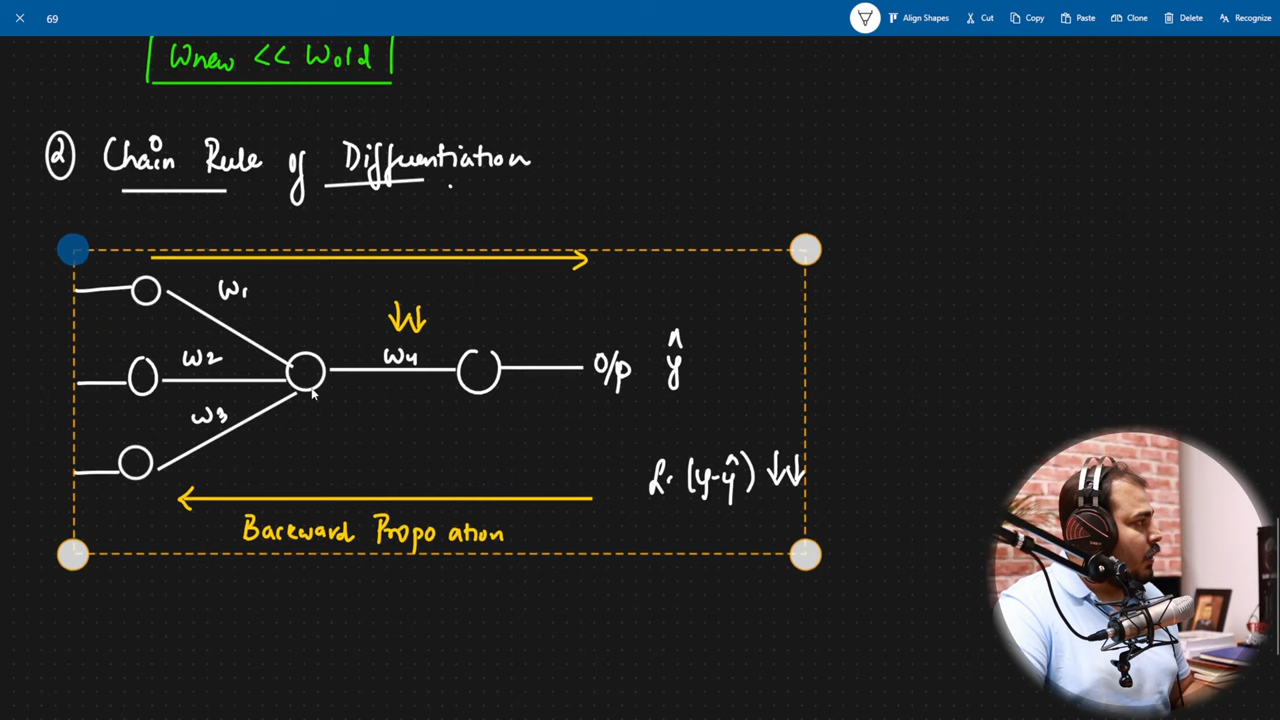 69 Align Shapes Cut Copy Paste Clone Delete Recognize
Wnew << Wold
② Chain Rule of Differentiation
W1
W2 W4 O/p ŷ
W3
L. (y-ŷ) ↓↓
Backward Propo ation